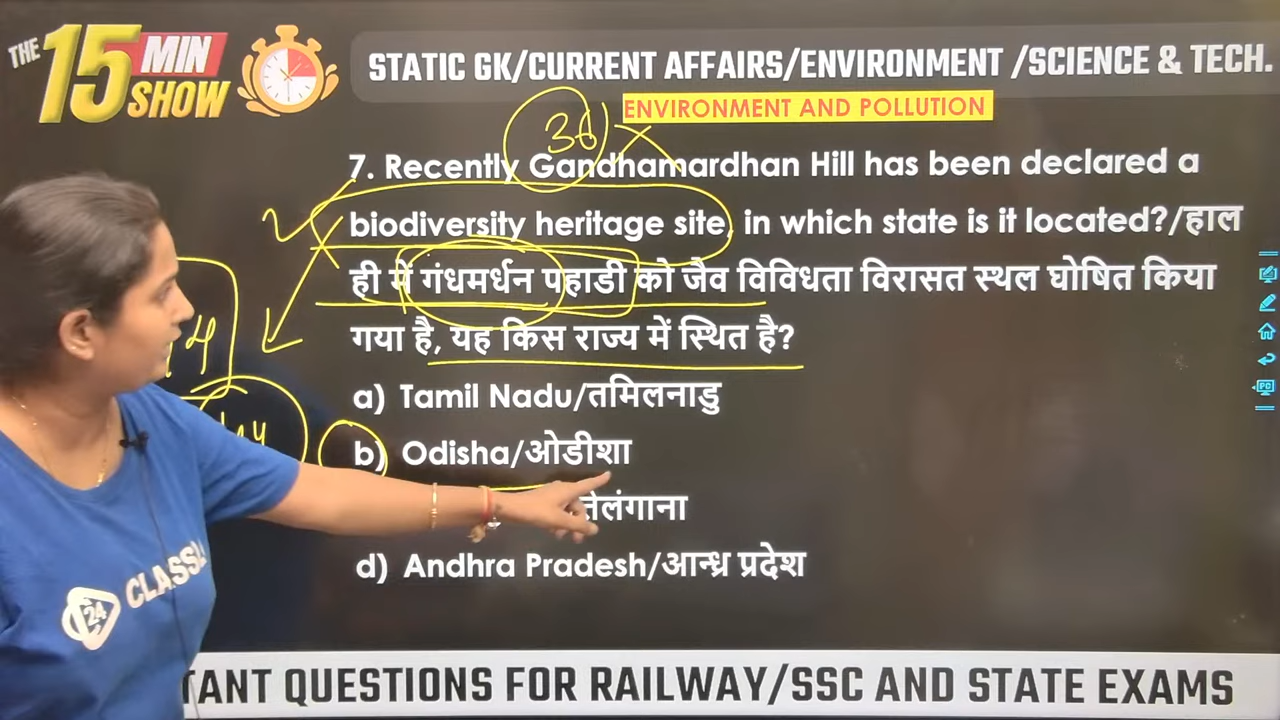 THE 15 MIN SHOW
STATIC GK/CURRENT AFFAIRS/ENVIRONMENT /SCIENCE & TECH.
ENVIRONMENT AND POLLUTION
7. Recently Gandhamardhan Hill has been declared a
biodiversity heritage site, in which state is it located?/हाल
ही में गंधमर्धन पहाडी को जैव विविधता विरासत स्थल घोषित किया
गया है, यह किस राज्य में स्थित है?
a) Tamil Nadu/तमिलनाडु
b) Odisha/ओडीशा
तेलंगाना
d) Andhra Pradesh/आन्ध्र प्रदेश
24
TANT QUESTIONS FOR RAILWAY/SSC AND STATE EXAMS